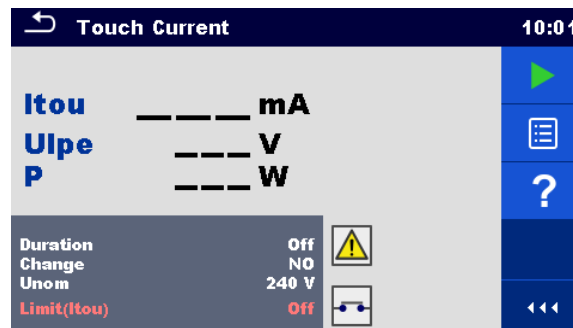 Touch Current 10:01
Itou _ _ _ _ mA
Ulpe _ _ _ V
P _ _ _ W
?
Duration Off
Change NO
Unom 240 V
Limit(Itou) Off